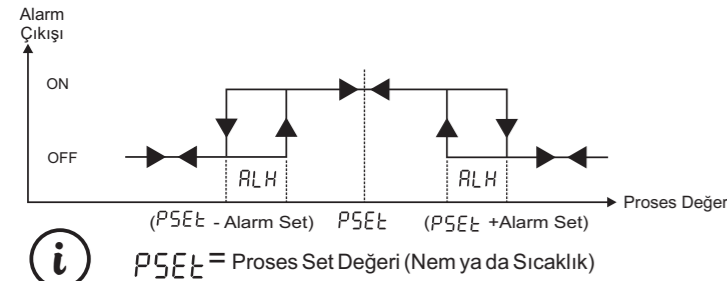 Alarm
Çıkışı
ON
OFF
ALH ALH
Proses Değer
(PSEt - Alarm Set) PSEt (PSEt +Alarm Set)
i PSEt = Proses Set Değeri (Nem ya da Sıcaklık)